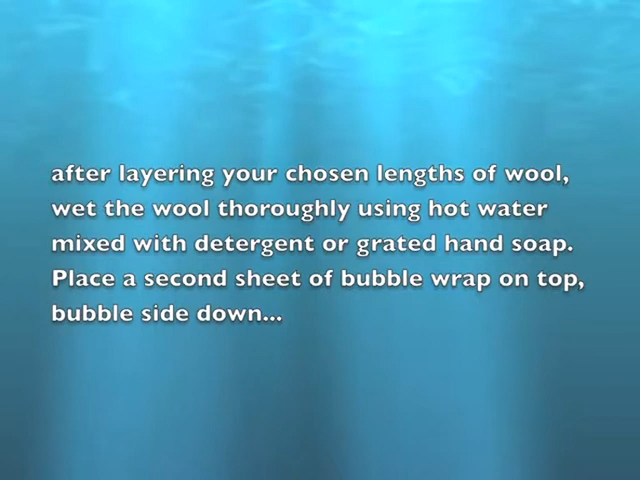 after layering your chosen lengths of wool,
wet the wool thoroughly using hot water
mixed with detergent or grated hand soap.
Place a second sheet of bubble wrap on top,
bubble side down...